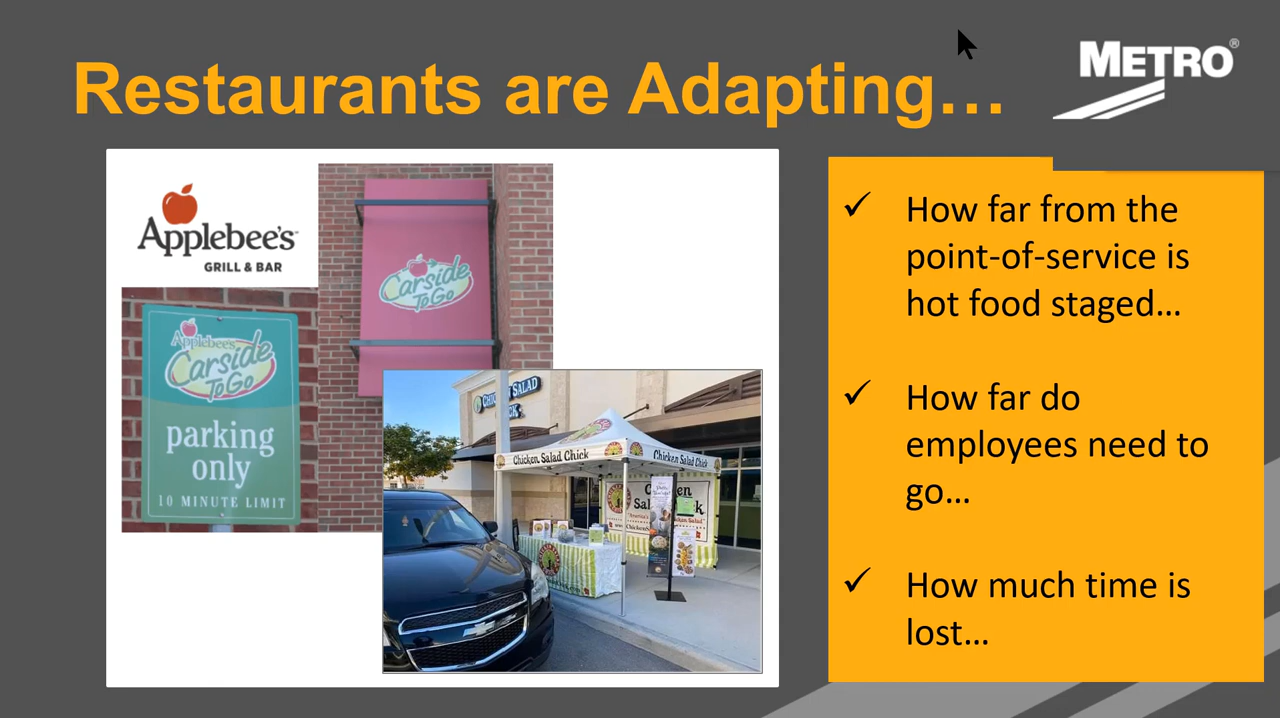 Restaurants are Adapting…
METRO®
Applebee's™
GRILL & BAR
Carside
To Go
Applebee's
Carside
To Go
parking
only
10 MINUTE LIMIT
CHICKEN SALAD
Chicken Salad Chick
Chicken Salad Chick
Chicken
✓ How far from the
point-of-service is
hot food staged…
✓ How far do
employees need to
go…
✓ How much time is
lost…